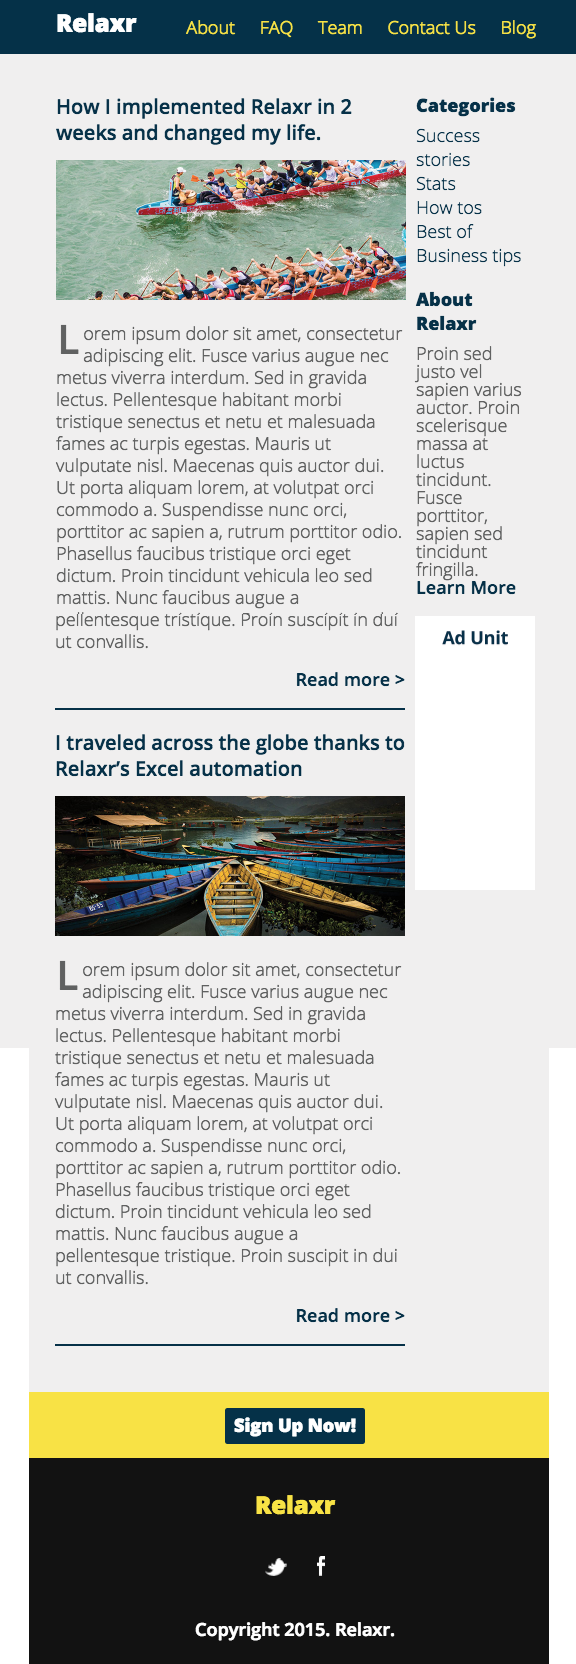 Relaxr
About FAQ Team Contact Us Blog
How I implemented Relaxr in 2
weeks and changed my life.
Lorem ipsum dolor sit amet, consectetur
adipiscing elit. Fusce varius augue nec
metus viverra interdum. Sed in gravida
lectus. Pellentesque habitant morbi
tristique senectus et netu et malesuada
fames ac turpis egestas. Mauris ut
vulputate nisl. Maecenas quis auctor dui.
Ut porta aliquam lorem, at volutpat orci
commodo a. Suspendisse nunc orci,
porttitor ac sapien a, rutrum porttitor odio.
Phasellus faucibus tristique orci eget
dictum. Proin tincidunt vehicula leo sed
mattis. Nunc faucibus augue a
peílentesque trístíque. Proín suscípít ín duí
ut convallis.
Read more >
I traveled across the globe thanks to
Relaxr’s Excel automation
Lorem ipsum dolor sit amet, consectetur
adipiscing elit. Fusce varius augue nec
metus viverra interdum. Sed in gravida
lectus. Pellentesque habitant morbi
tristique senectus et netu et malesuada
fames ac turpis egestas. Mauris ut
vulputate nisl. Maecenas quis auctor dui.
Ut porta aliquam lorem, at volutpat orci
commodo a. Suspendisse nunc orci,
porttitor ac sapien a, rutrum porttitor odio.
Phasellus faucibus tristique orci eget
dictum. Proin tincidunt vehicula leo sed
mattis. Nunc faucibus augue a
pellentesque tristique. Proin suscipit in dui
ut convallis.
Read more >
Categories
Success
stories
Stats
How tos
Best of
Business tips
About
Relaxr
Proin sed
justo vel
sapien varius
auctor. Proin
scelerisque
massa at
luctus
tincidunt.
Fusce
porttitor,
sapien sed
tincidunt
fringilla.
Learn More
Ad Unit
Sign Up Now!
Relaxr
Copyright 2015. Relaxr.